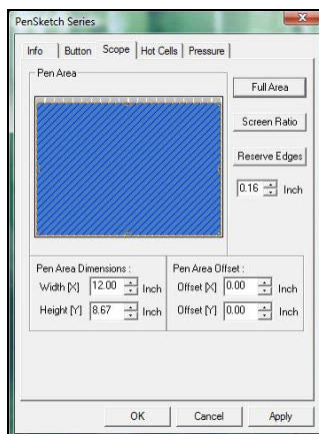 PenSketch Series
Info Button Scope Hot Cells Pressure
Pen Area
Full Area
Screen Ratio
Reserve Edges
0.16 Inch
Pen Area Dimensions :
Width [X] 12.00 Inch
Height [Y] 8.67 Inch
Pen Area Offset :
Offset [X] 0.00 Inch
Offset [Y] 0.00 Inch
OK Cancel Apply